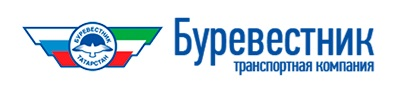 БУРЕВЕСТНИК
ТАТАРСТАН
Буревестник
транспортная компания